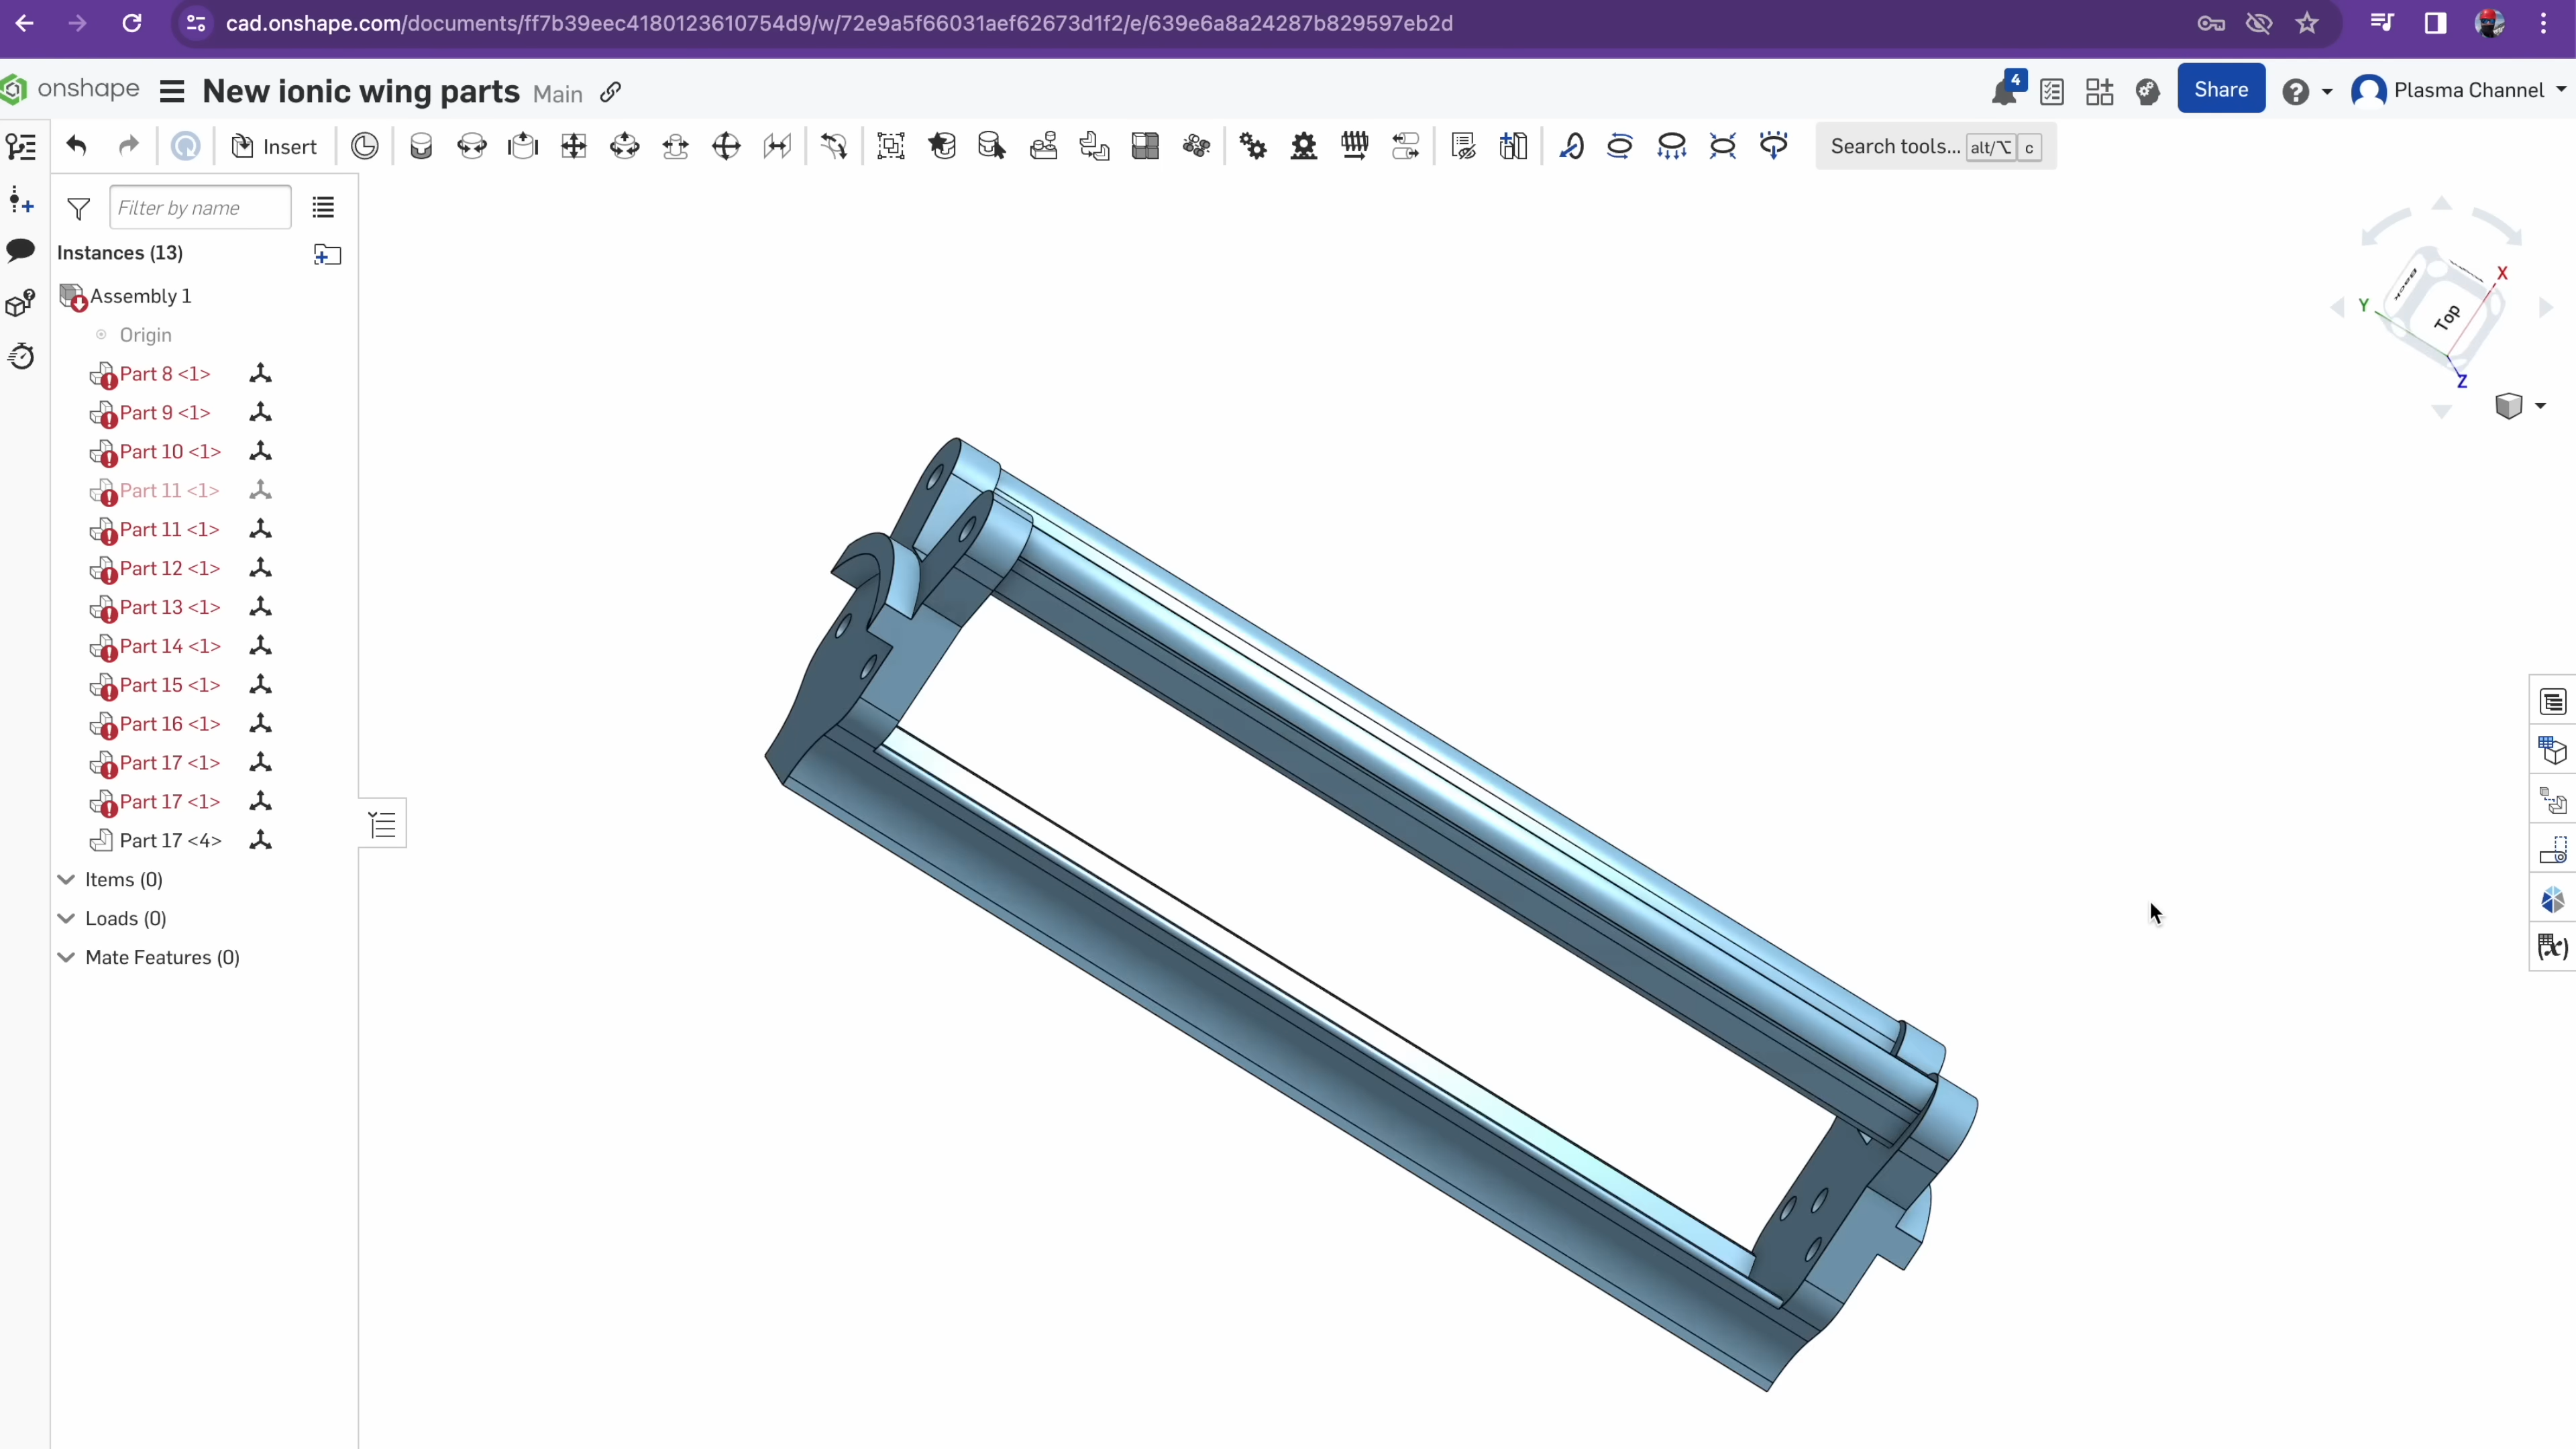 cad.onshape.com/documents/ff7b39eec4180123610754d9/w/72e9a5f66031aef62673d1f2/e/639e6a8a24287b829597eb2d
onshape New ionic wing parts Main 4 Share Plasma Channel
Insert Search tools... alt/⌥ c
Filter by name
Instances (13)
Assembly 1
Origin
Part 8 <1>
Part 9 <1>
Part 10 <1>
Part 11 <1>
Part 11 <1>
Part 12 <1>
Part 13 <1>
Part 14 <1>
Part 15 <1>
Part 16 <1>
Part 17 <1>
Part 17 <1>
Part 17 <4>
Items (0)
Loads (0)
Mate Features (0)
X
Back
Y
Top
Z
(x)